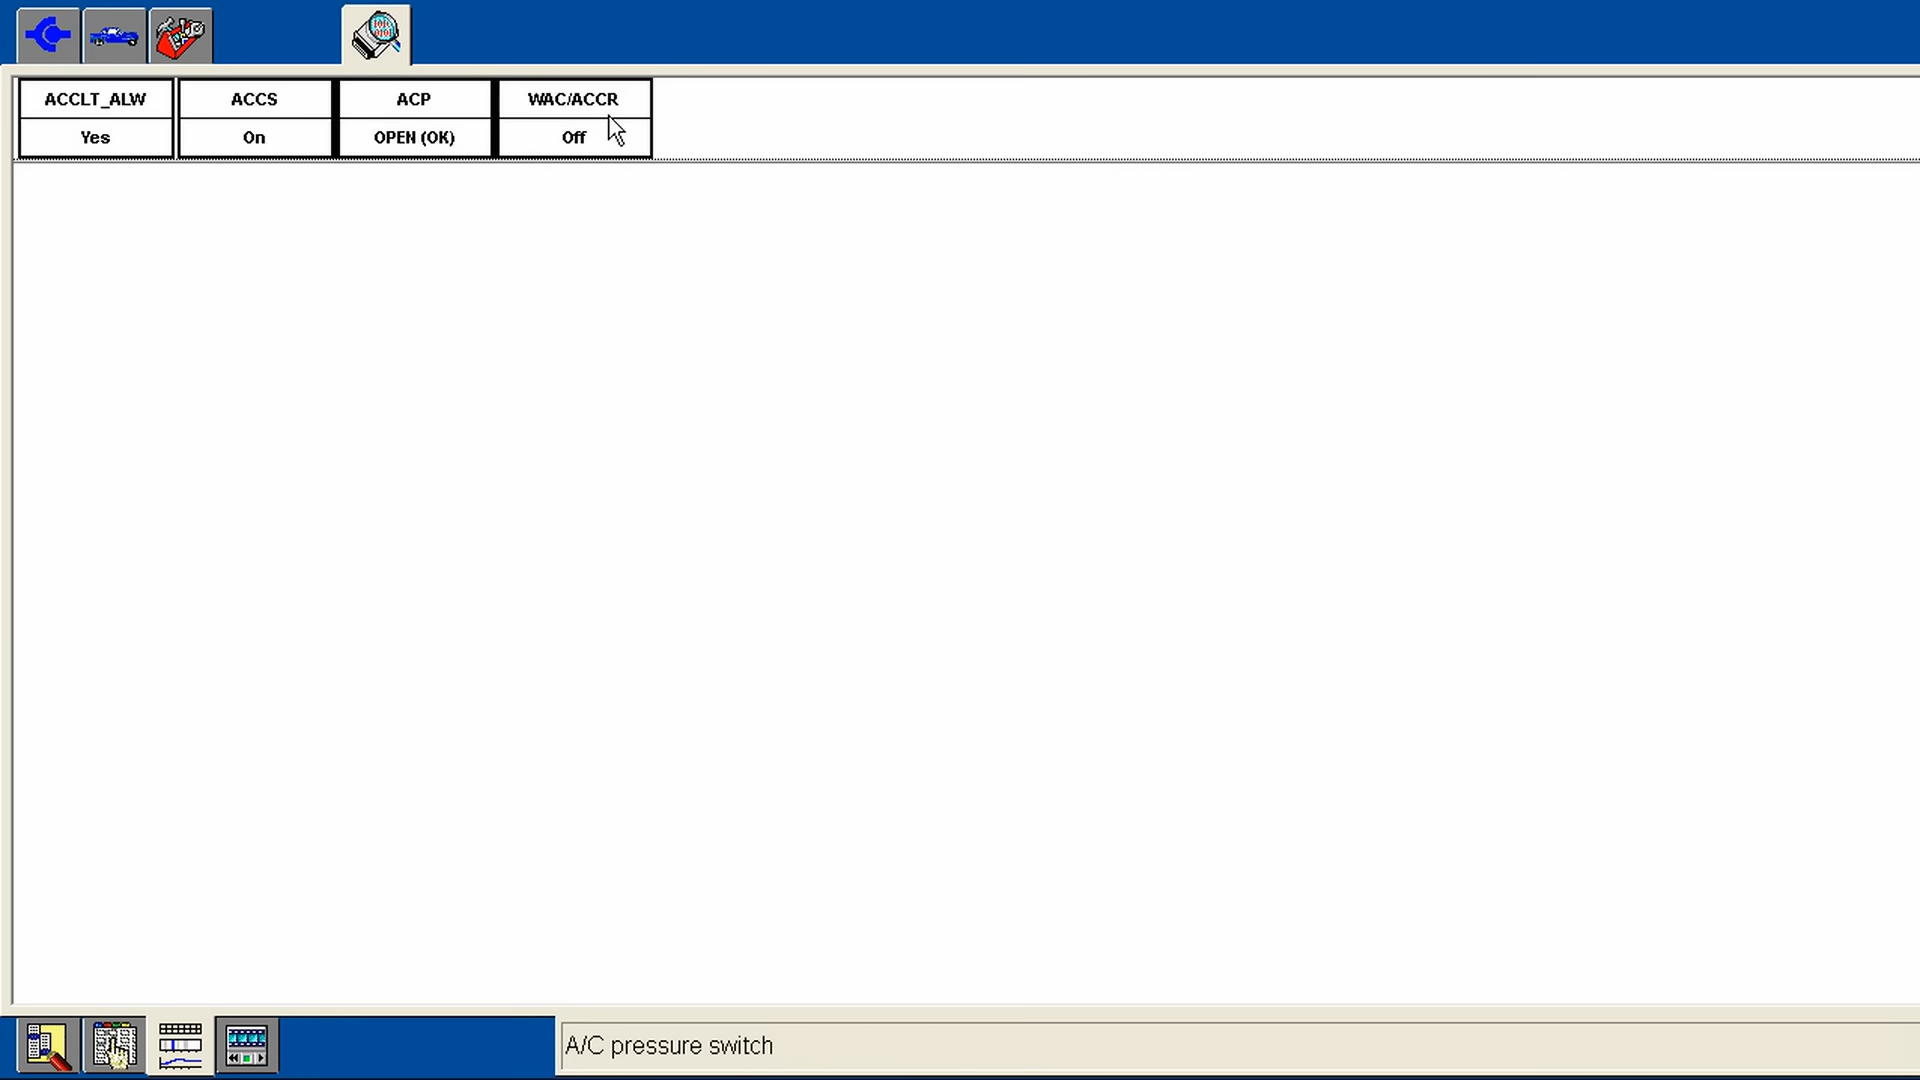 ACCLT_ALW ACCS ACP WAC/ACCR
Yes On OPEN (OK) Off
A/C pressure switch